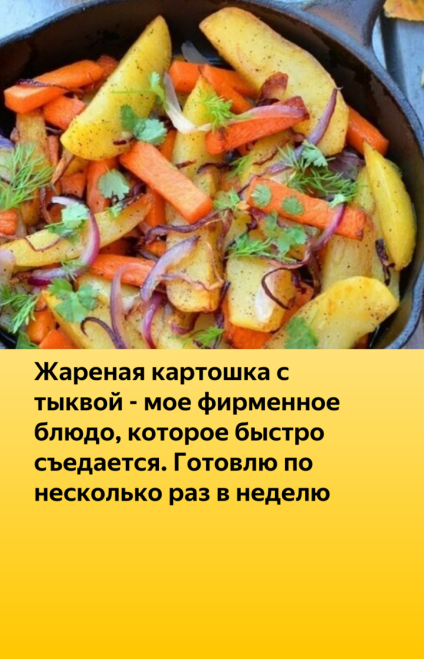 Жареная картошка с
тыквой - мое фирменное
блюдо, которое быстро
съедается. Готовлю по
несколько раз в неделю